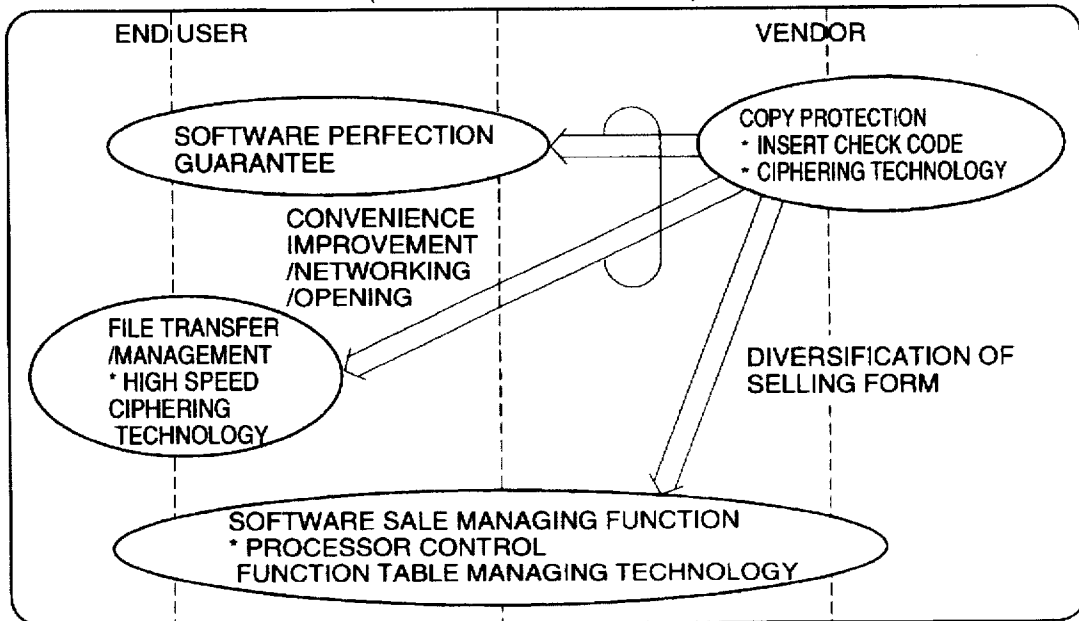 END USER
VENDOR
SOFTWARE PERFECTION
GUARANTEE
COPY PROTECTION
* INSERT CHECK CODE
* CIPHERING TECHNOLOGY
CONVENIENCE
IMPROVEMENT
/NETWORKING
/OPENING
FILE TRANSFER
/MANAGEMENT
* HIGH SPEED
CIPHERING
TECHNOLOGY
DIVERSIFICATION OF
SELLING FORM
SOFTWARE SALE MANAGING FUNCTION
* PROCESSOR CONTROL
FUNCTION TABLE MANAGING TECHNOLOGY